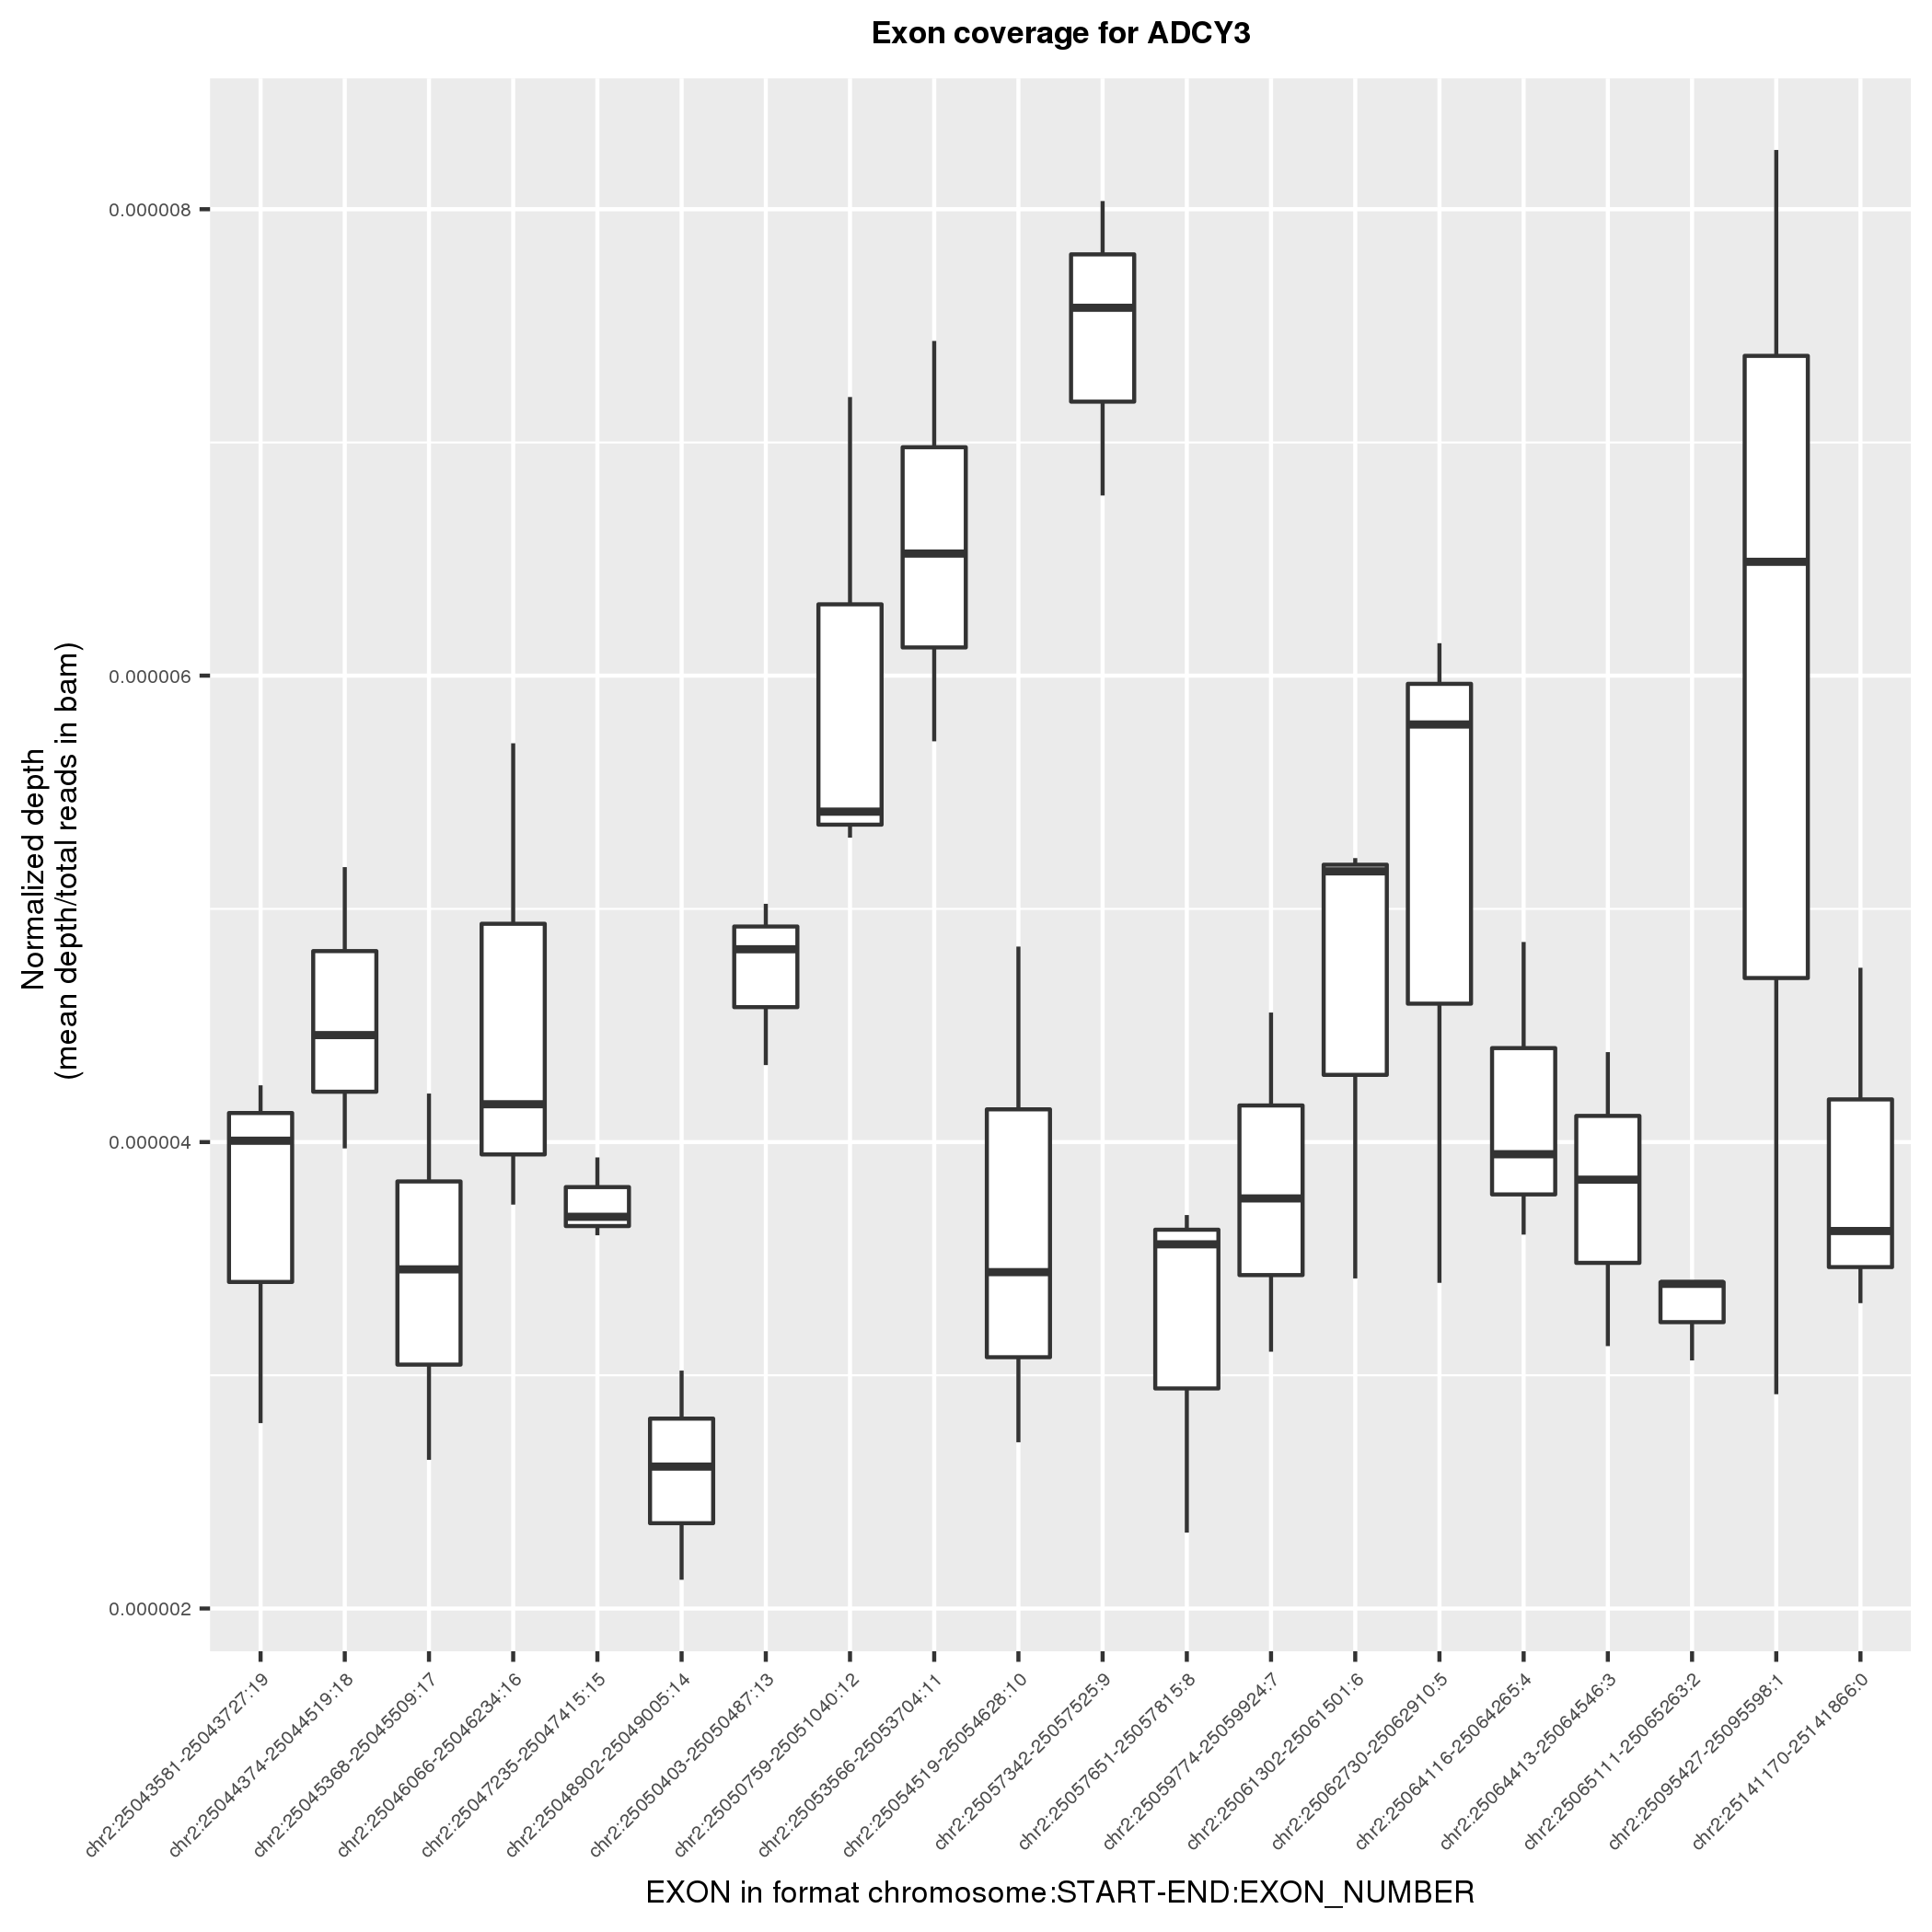 Exon coverage for ADCY3
Normalized depth
(mean depth/total reads in bam)
0.000008
0.000006
0.000004
0.000002
chr2:25043581-25043727:19
chr2:25044374-25044519:18
chr2:25045368-25045509:17
chr2:25046066-25046234:16
chr2:25047235-25047415:15
chr2:25048902-25049005:14
chr2:25050403-25050487:13
chr2:25050759-25051040:12
chr2:25053566-25053704:11
chr2:25054519-25054628:10
chr2:25057342-25057525:9
chr2:25057651-25057815:8
chr2:25059774-25059924:7
chr2:25061302-25061501:6
chr2:25062730-25062910:5
chr2:25064116-25064265:4
chr2:25064413-25064546:3
chr2:25065111-25065263:2
chr2:25095427-25095598:1
chr2:25141170-25141866:0
EXON in format chromosome:START-END:EXON_NUMBER